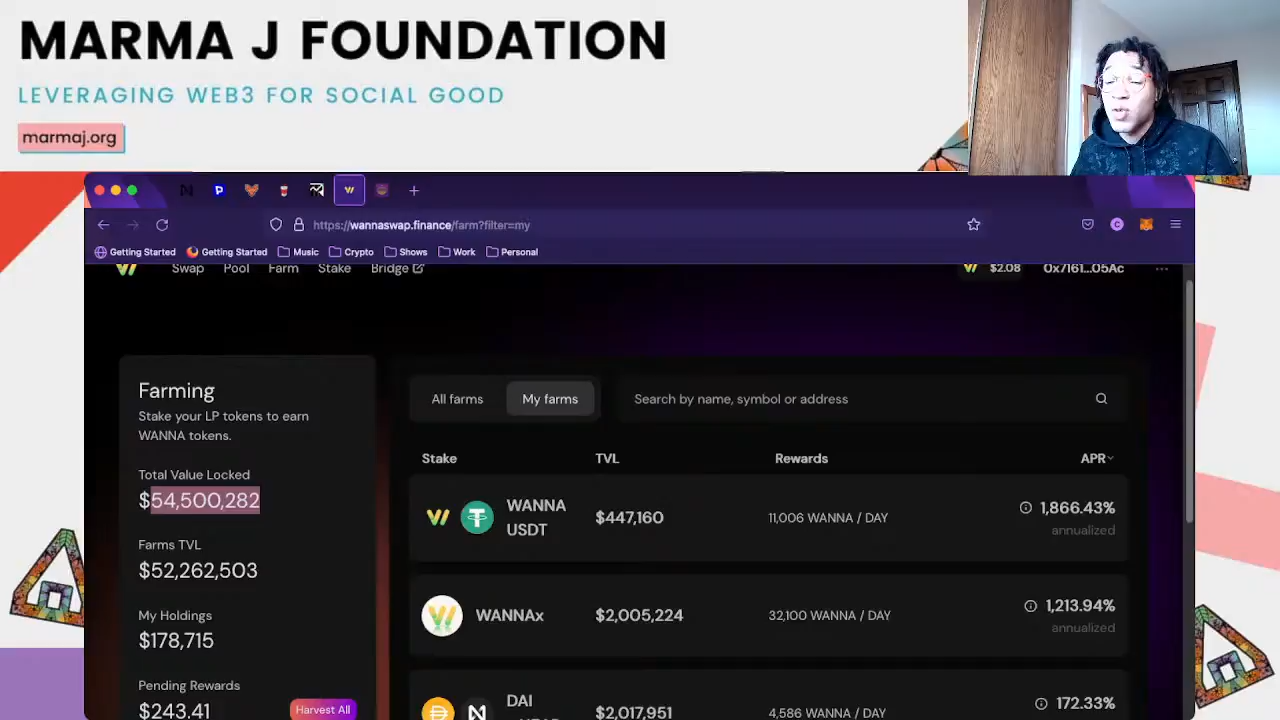 MARMA J FOUNDATION
LEVERAGING WEB3 FOR SOCIAL GOOD
marmaj.org
https://wannaswap.finance/farm?filter=my
Getting Started Getting Started Music Crypto Shows Work Personal
Swap Pool Farm Stake Bridge $2.08 0x7161...05Ac
Farming
Stake your LP tokens to earn
WANNA tokens.
Total Value Locked
$54,500,282
Farms TVL
$52,262,503
My Holdings
$178,715
Pending Rewards
$243.41 Harvest All
All farms My farms Search by name, symbol or address
Stake TVL Rewards APR
WANNA
USDT $447,160 11,006 WANNA / DAY 1,866.43%
annualized
WANNAx $2,005,224 32,100 WANNA / DAY 1,213.94%
annualized
DAI $2,017,951 4,586 WANNA / DAY 172.33%